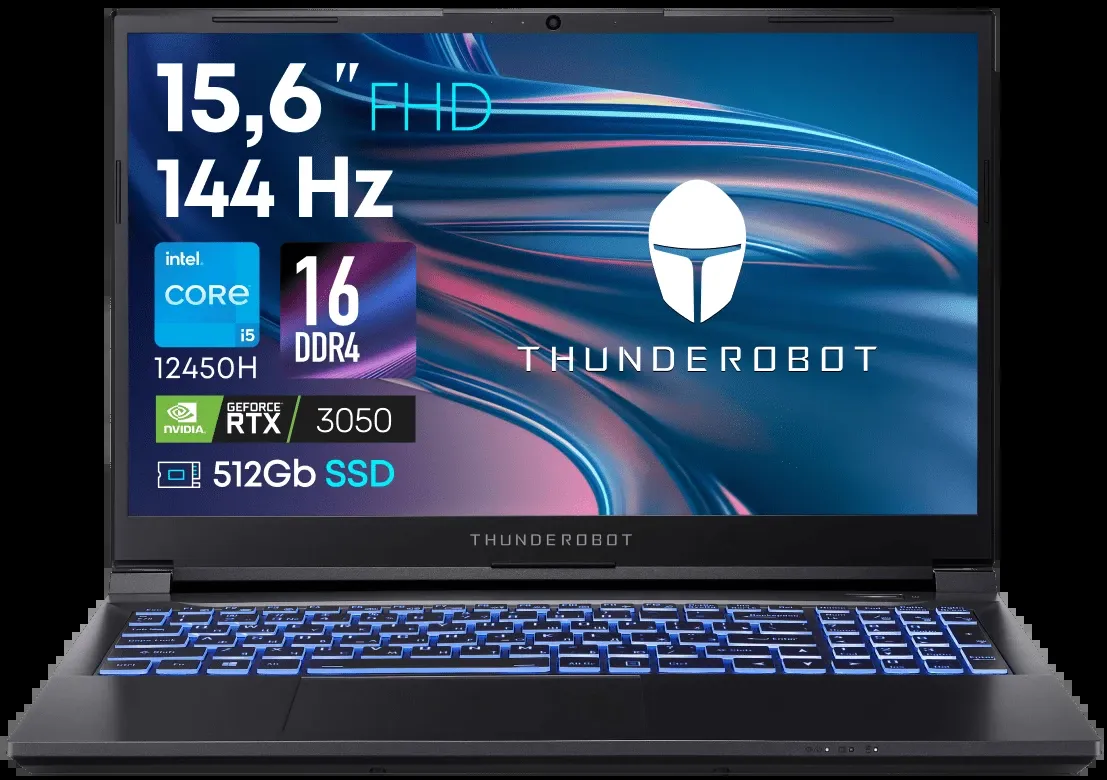 15,6" FHD
144 Hz
intel.
CORE
i5
12450H
16
DDR4
THUNDEROBOT
NVIDIA.
GEFORCE
RTX
3050
512Gb SSD
THUNDEROBOT